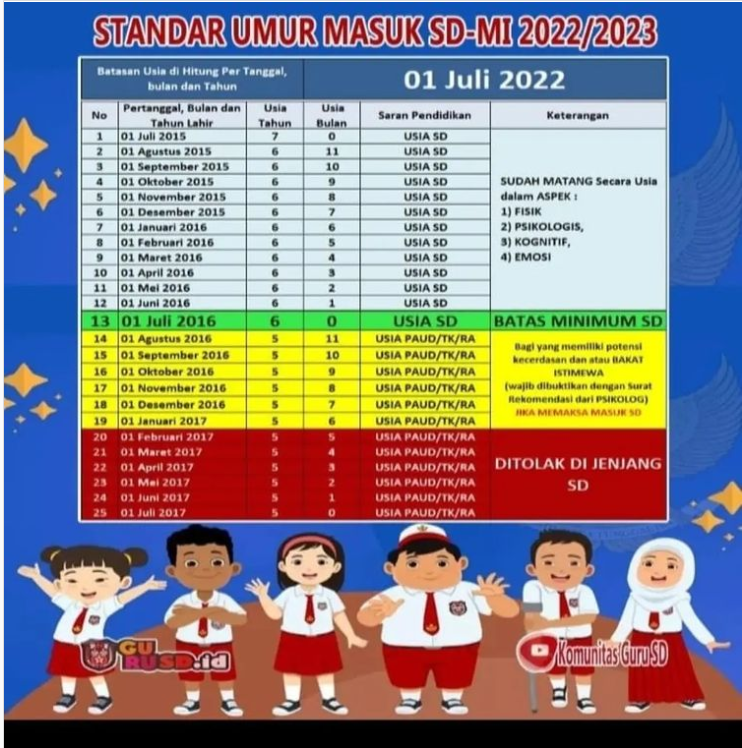 STANDAR UMUR MASUK SD-MI 2022/2023
Batasan Usia di Hitung Per Tanggal,
bulan dan Tahun
01 Juli 2022
No Pertanggal, Bulan dan Tahun Lahir Usia Tahun Usia Bulan Saran Pendidikan Keterangan
1 01 Juli 2015 7 0 USIA SD
2 01 Agustus 2015 6 11 USIA SD
3 01 September 2015 6 10 USIA SD
4 01 Oktober 2015 6 9 USIA SD
5 01 November 2015 6 8 USIA SD
6 01 Desember 2015 6 7 USIA SD
7 01 Januari 2016 6 6 USIA SD
8 01 Februari 2016 6 5 USIA SD
9 01 Maret 2016 6 4 USIA SD
10 01 April 2016 6 3 USIA SD
11 01 Mei 2016 6 2 USIA SD
12 01 Juni 2016 6 1 USIA SD
SUDAH MATANG Secara Usia
dalam ASPEK :
1) FISIK
2) PSIKOLOGIS,
3) KOGNITIF,
4) EMOSI
13 01 Juli 2016 6 0 USIA SD BATAS MINIMUM SD
14 01 Agustus 2016 5 11 USIA PAUD/TK/RA
15 01 September 2016 5 10 USIA PAUD/TK/RA
16 01 Oktober 2016 5 9 USIA PAUD/TK/RA
17 01 November 2016 5 8 USIA PAUD/TK/RA
18 01 Desember 2016 5 7 USIA PAUD/TK/RA
19 01 Januari 2017 5 6 USIA PAUD/TK/RA
Bagi yang memiliki potensi
kecerdasan dan atau BAKAT
ISTIMEWA
(wajib dibuktikan dengan Surat
Rekomendasi dari PSIKOLOG)
JIKA MEMAKSA MASUK SD
20 01 Februari 2017 5 5 USIA PAUD/TK/RA
21 01 Maret 2017 5 4 USIA PAUD/TK/RA
22 01 April 2017 5 3 USIA PAUD/TK/RA
23 01 Mei 2017 5 2 USIA PAUD/TK/RA
24 01 Juni 2017 5 1 USIA PAUD/TK/RA
25 01 Juli 2017 5 0 USIA PAUD/TK/RA
DITOLAK DI JENJANG
SD
GU
RUSD.id
Komunitas Guru SD